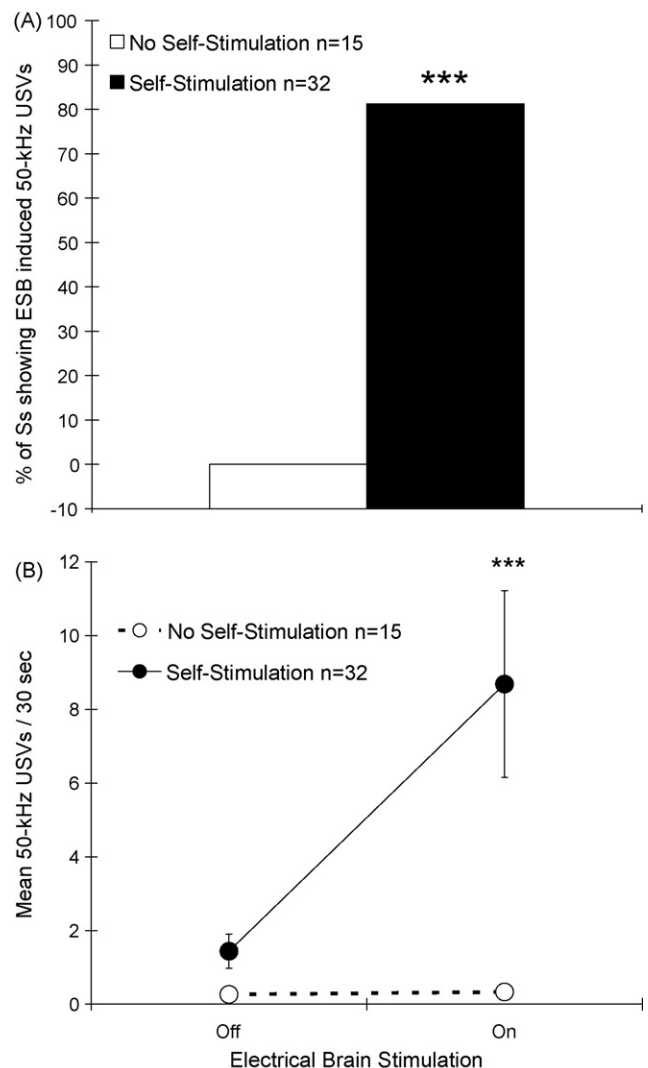 (A)
100
90
80
70
60
50
40
30
20
10
0
-10
% of Ss showing ESB induced 50-kHz USVs
No Self-Stimulation n=15
Self-Stimulation n=32
***
(B)
12
10
8
6
4
2
0
Mean 50-kHz USVs / 30 sec
No Self-Stimulation n=15
Self-Stimulation n=32
***
Off On
Electrical Brain Stimulation